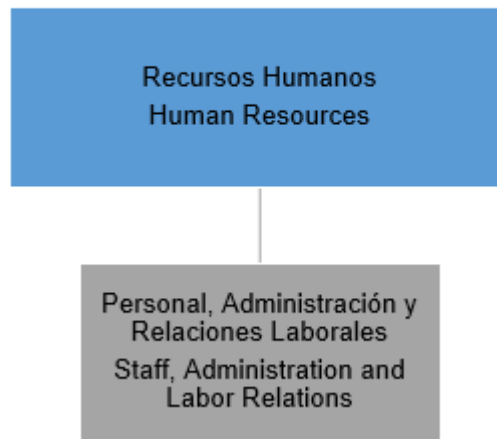 Recursos Humanos
Human Resources
Personal, Administración y
Relaciones Laborales
Staff, Administration and
Labor Relations